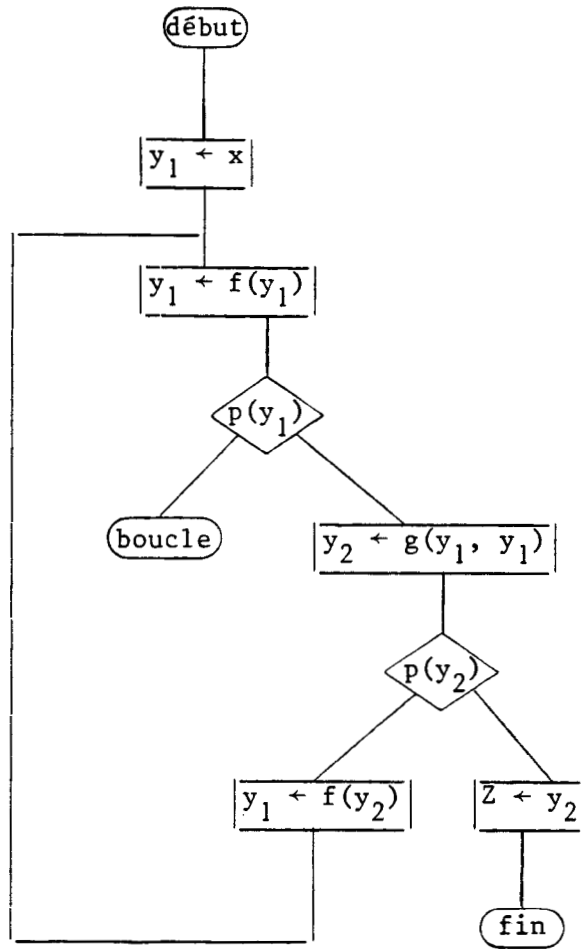 début
y₁ ← x
y₁ ← f(y₁)
p(y₁)
boucle
y₂ ← g(y₁, y₁)
p(y₂)
y₁ ← f(y₂)
Z ← y₂
fin